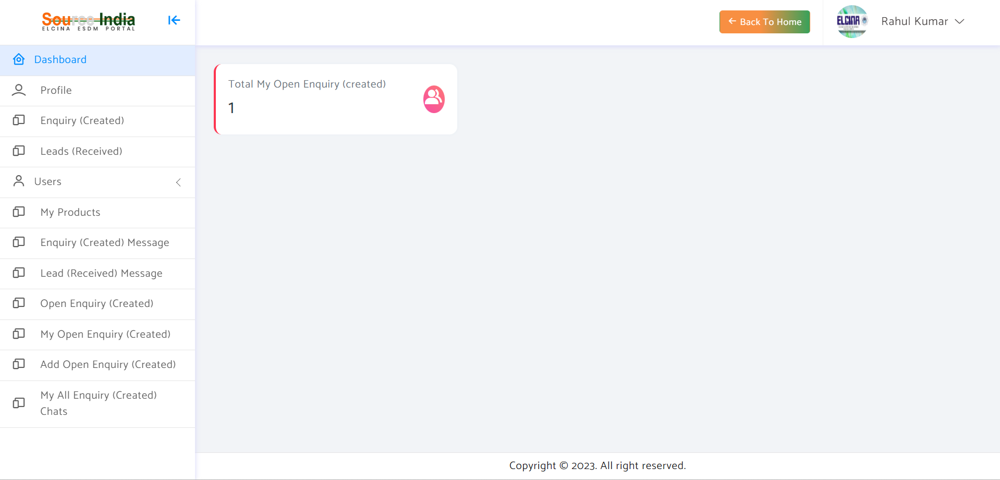 Source India
ELCINA ESDM PORTAL
← Back To Home
ELCINA
Rahul Kumar
Dashboard
Profile
Enquiry (Created)
Leads (Received)
Users
My Products
Enquiry (Created) Message
Lead (Received) Message
Open Enquiry (Created)
My Open Enquiry (Created)
Add Open Enquiry (Created)
My All Enquiry (Created)
Chats
Total My Open Enquiry (created)
1
Copyright © 2023. All right reserved.